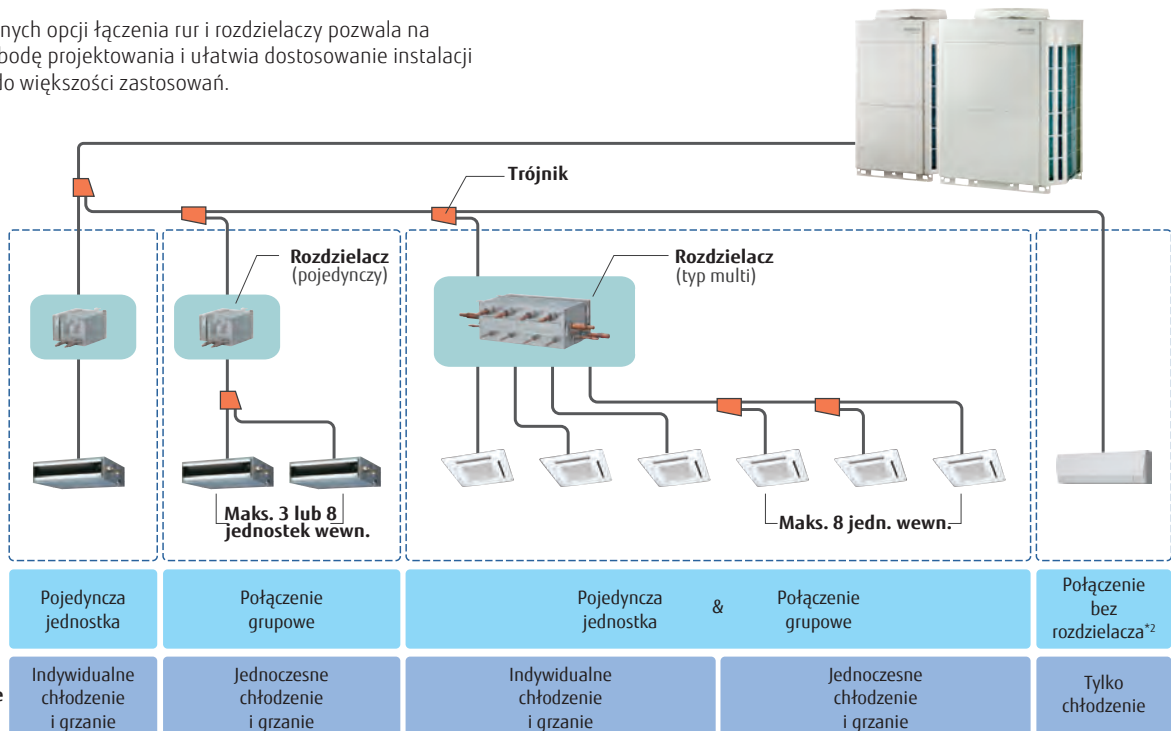 nych opcji łączenia rur i rozdzielaczy pozwala na
bodę projektowania i ułatwia dostosowanie instalacji
do większości zastosowań.
Trójnik
Rozdzielacz
(pojedynczy)
Rozdzielacz
(typ multi)
Maks. 3 lub 8
jednostek wewn.
Maks. 8 jedn. wewn.
Pojedyncza
jednostka
Połączenie
grupowe
Pojedyncza
jednostka
&
Połączenie
grupowe
Połączenie
bez
rozdzielacza*2
e
Indywidualne
chłodzenie
i grzanie
Jednoczesne
chłodzenie
i grzanie
Indywidualne
chłodzenie
i grzanie
Jednoczesne
chłodzenie
i grzanie
Tylko
chłodzenie